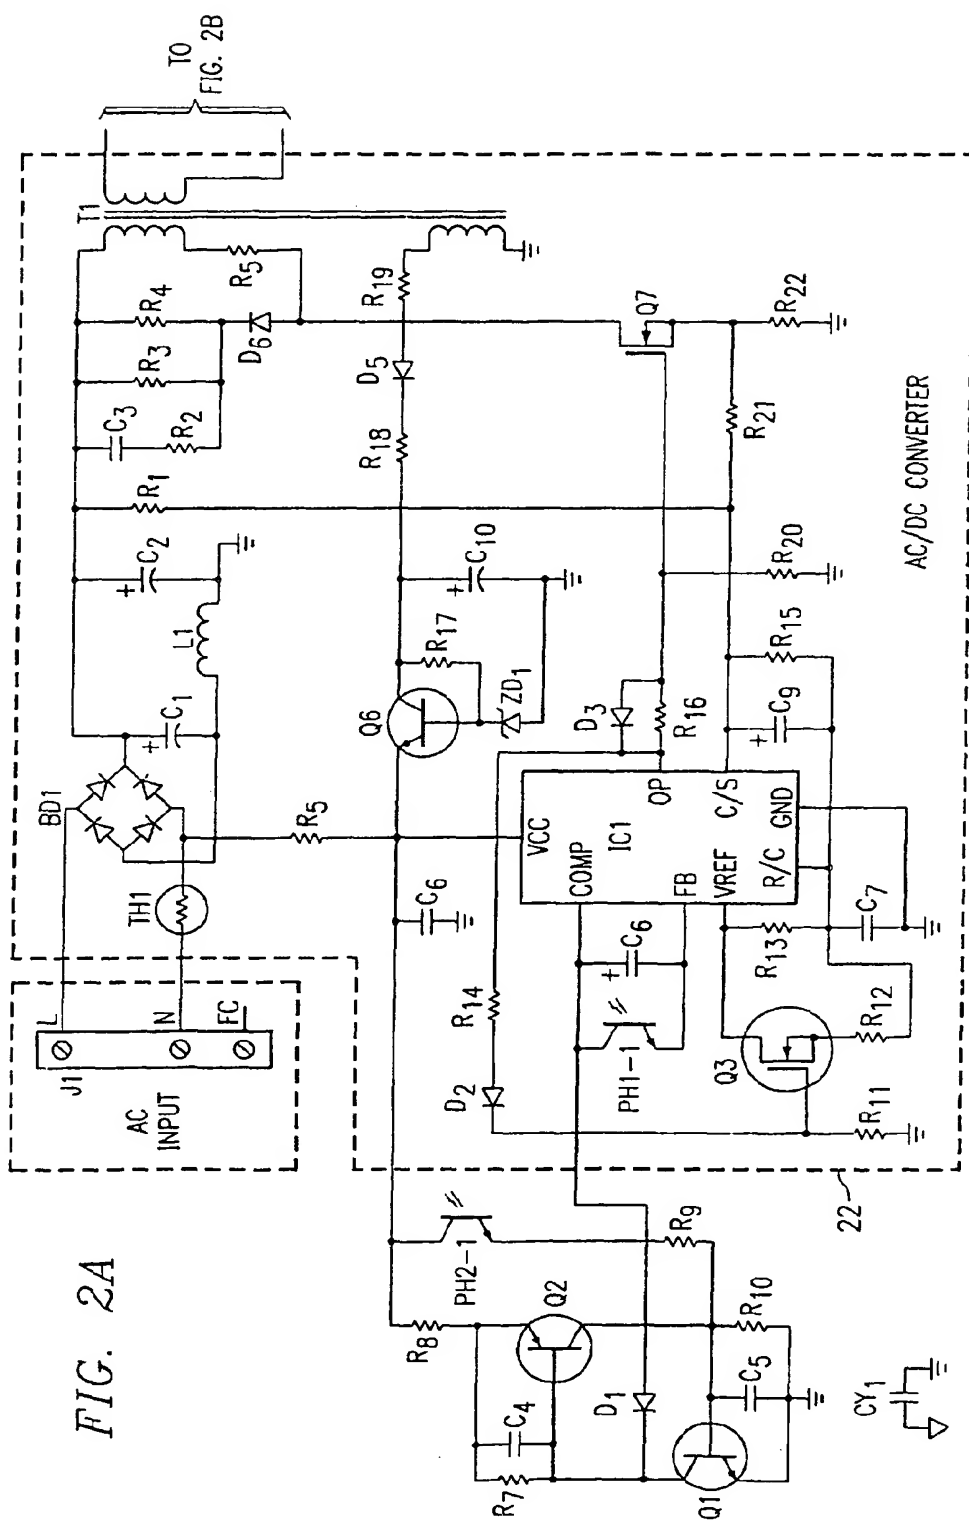 FIG. 2A
AC
INPUT
J1
L
N
FC
TH1
BD1
C1
+
L1
C2
+
R1
C3
R2
R3
R4
D6
R5
T1
TO
FIG. 2B
R5
C6
Q6
R17
ZD1
C10
+
R18
D5
R19
Q7
R22
R21
R20
R15
C9
+
D3
R16
OP
C/S
GND
R/C
VREF
FB
COMP
VCC
IC1
R14
D2
PH1-1
C6
+
R13
C7
Q3
R12
R11
AC/DC CONVERTER
22
PH2-1
R9
R8
Q2
R10
C4
R7
D1
C5
Q1
CY1